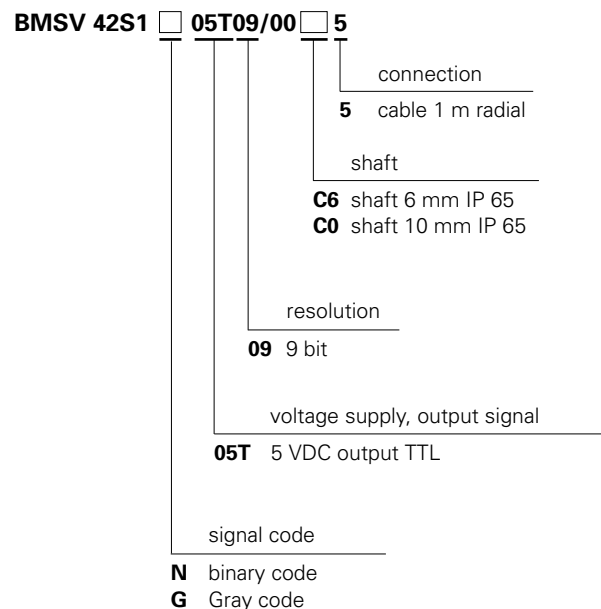 BMSV 42S1 □ 05T09/00 □ 5
connection
5 cable 1 m radial
shaft
C6 shaft 6 mm IP 65
C0 shaft 10 mm IP 65
resolution
09 9 bit
voltage supply, output signal
05T 5 VDC output TTL
signal code
N binary code
G Gray code